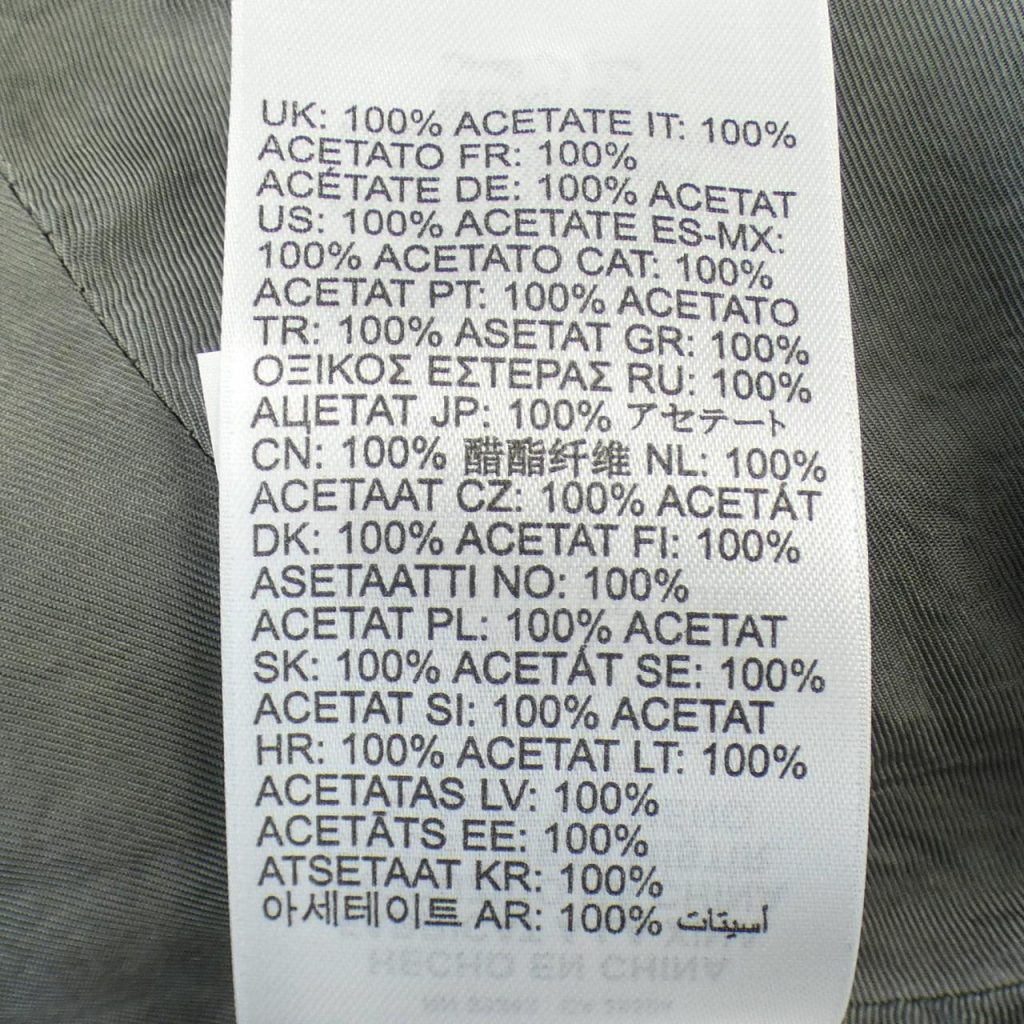 UK: 100% ACETATE IT: 100%
ACETATO FR: 100%
ACÉTATE DE: 100% ACETAT
US: 100% ACETATE ES-MX:
100% ACETATO CAT: 100%
ACETAT PT: 100% ACETATO
TR: 100% ASETAT GR: 100%
ΟΞΙΚΟΣ ΕΣΤΕΡΑΣ RU: 100%
АЦЕТАТ JP: 100% アセテート
CN: 100% 醋酯纤维 NL: 100%
ACETAAT CZ: 100% ACETÁT
DK: 100% ACETAT FI: 100%
ASETAATTI NO: 100%
ACETAT PL: 100% ACETAT
SK: 100% ACETÁT SE: 100%
ACETAT SI: 100% ACETAT
HR: 100% ACETAT LT: 100%
ACETATAS LV: 100%
ACETĀTS EE: 100%
ATSETAAT KR: 100%
아세테이트 AR: 100% أسيتات
HECHO EN CHINA